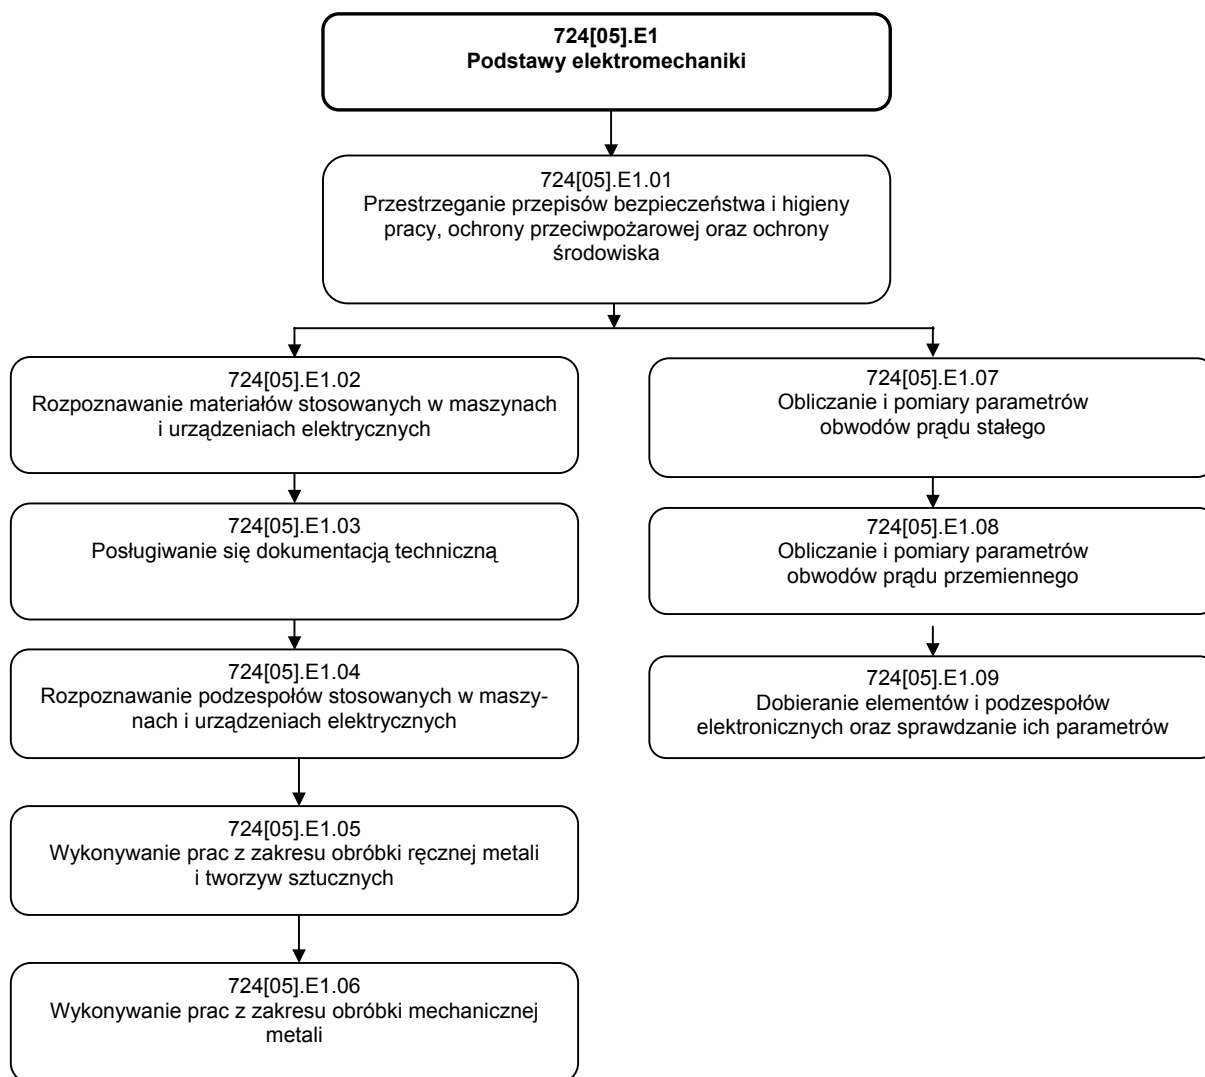 724[05].E1
Podstawy elektromechaniki
724[05].E1.01
Przestrzeganie przepisów bezpieczeństwa i higieny
pracy, ochrony przeciwpożarowej oraz ochrony
środowiska
724[05].E1.02
Rozpoznawanie materiałów stosowanych w maszynach
i urządzeniach elektrycznych
724[05].E1.03
Posługiwanie się dokumentacją techniczną
724[05].E1.04
Rozpoznawanie podzespołów stosowanych w maszy-
nach i urządzeniach elektrycznych
724[05].E1.05
Wykonywanie prac z zakresu obróbki ręcznej metali
i tworzyw sztucznych
724[05].E1.06
Wykonywanie prac z zakresu obróbki mechanicznej
metali
724[05].E1.07
Obliczanie i pomiary parametrów
obwodów prądu stałego
724[05].E1.08
Obliczanie i pomiary parametrów
obwodów prądu przemiennego
724[05].E1.09
Dobieranie elementów i podzespołów
elektronicznych oraz sprawdzanie ich parametrów